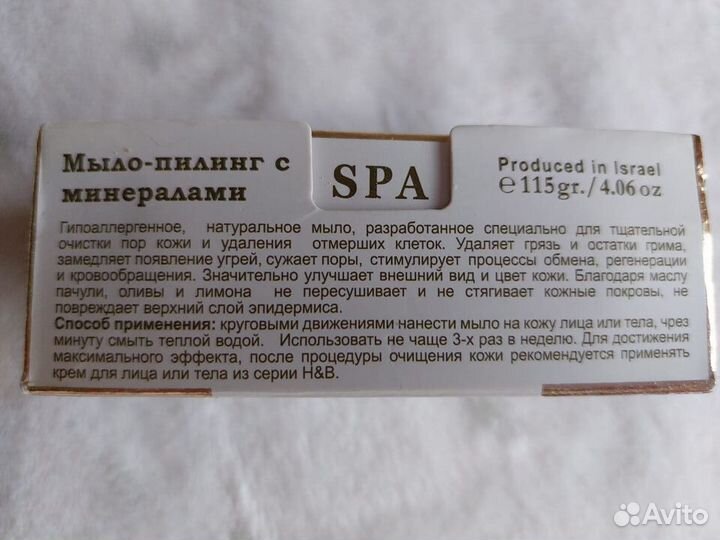 Мыло-пилинг с
минералами
SPA
Produced in Israel
℮ 115gr./4.06 oz
Гипоаллергенное, натуральное мыло, разработанное специально для тщательной
очистки пор кожи и удаления отмерших клеток. Удаляет грязь и остатки грима,
замедляет появление угрей, сужает поры, стимулирует процессы обмена, регенерации
и кровообращения. Значительно улучшает внешний вид и цвет кожи. Благодаря маслу
пачули, оливы и лимона не пересушивает и не стягивает кожные покровы, не
повреждает верхний слой эпидермиса.
Способ применения: круговыми движениями нанести мыло на кожу лица или тела, чрез
минуту смыть теплой водой. Использовать не чаще 3-х раз в неделю. Для достижения
максимального эффекта, после процедуры очищения кожи рекомендуется применять
крем для лица или тела из серии H&B.
Avito